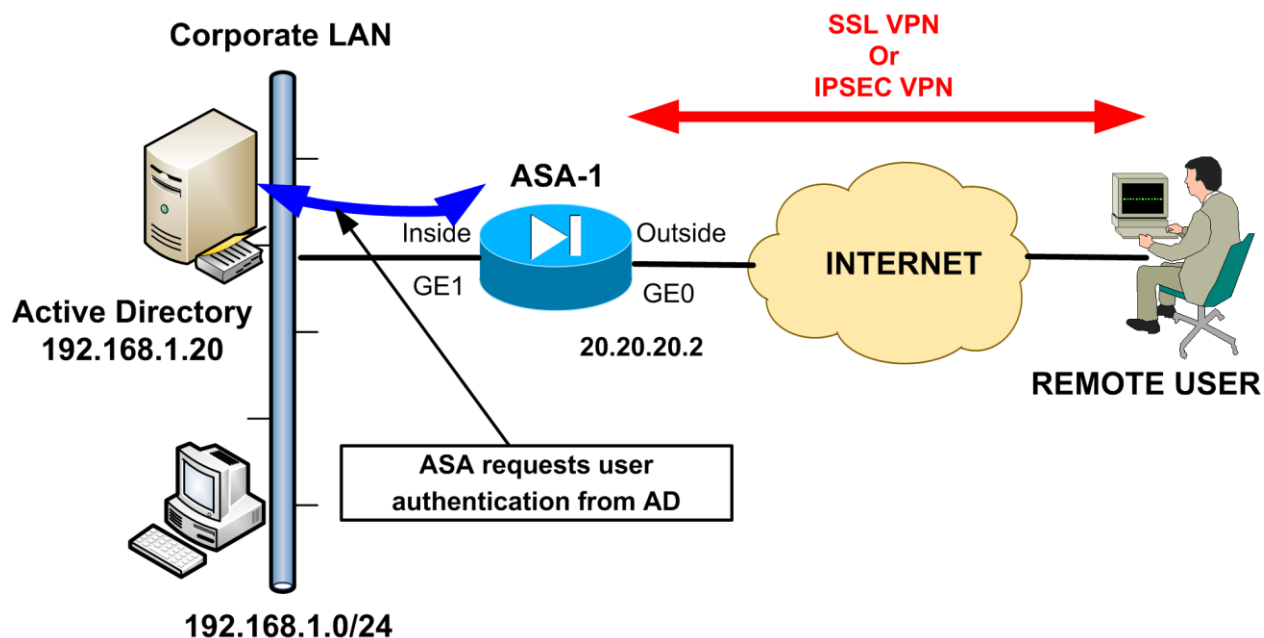 Corporate LAN
SSL VPN
Or
IPSEC VPN
ASA-1
Inside
Outside
GE1
GE0
INTERNET
Active Directory
192.168.1.20
20.20.20.2
REMOTE USER
ASA requests user
authentication from AD
192.168.1.0/24